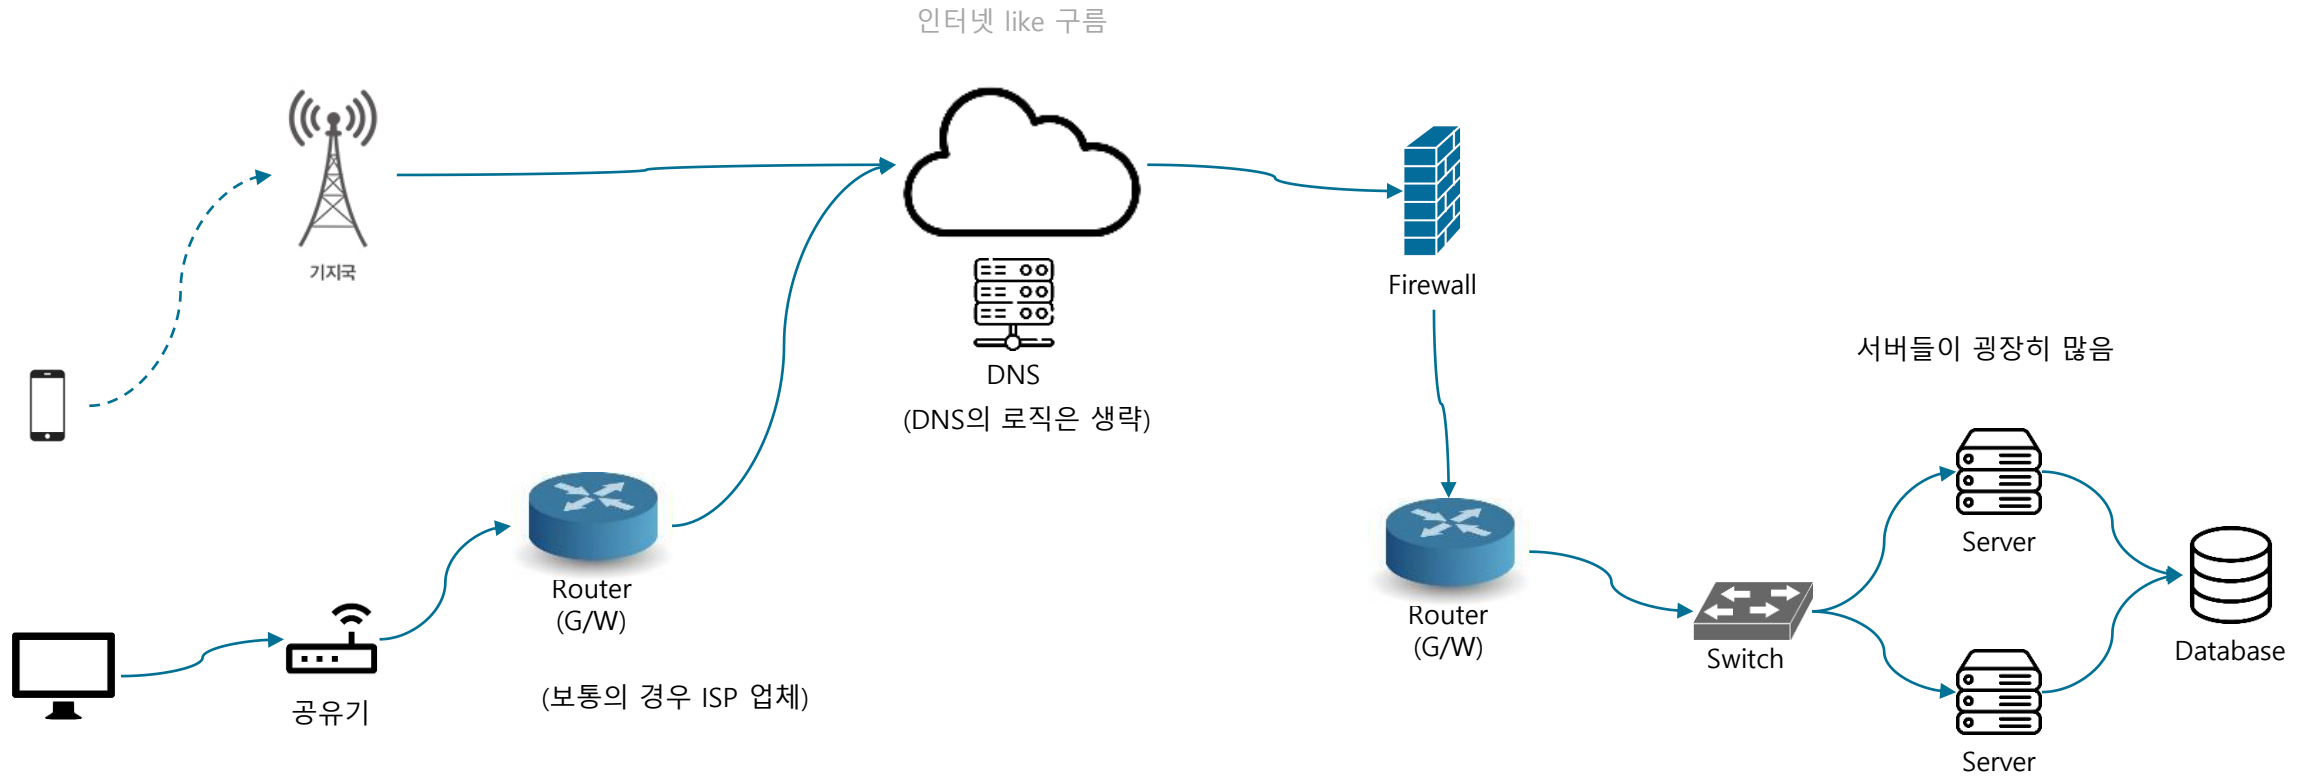 인터넷 like 구름
기지국
Firewall
DNS
(DNS의 로직은 생략)
서버들이 굉장히 많음
Router
(G/W)
(보통의 경우 ISP 업체)
공유기
Router
(G/W)
Switch
Server
Server
Database